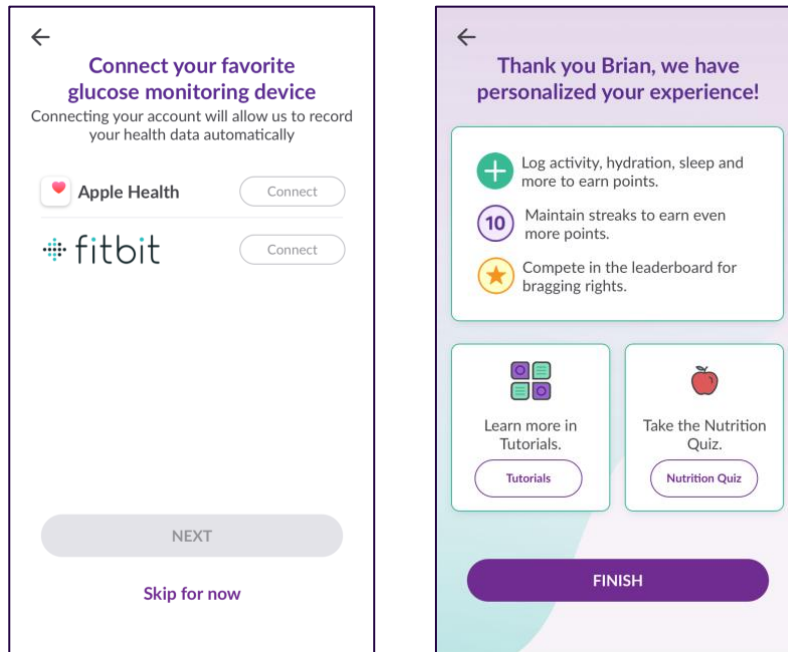 Connect your favorite
glucose monitoring device
Connecting your account will allow us to record
your health data automatically
Apple Health
Connect
fitbit
Connect
NEXT
Skip for now
Thank you Brian, we have
personalized your experience!
Log activity, hydration, sleep and
more to earn points.
10
Maintain streaks to earn even
more points.
Compete in the leaderboard for
bragging rights.
Learn more in
Tutorials.
Tutorials
Take the Nutrition
Quiz.
Nutrition Quiz
FINISH